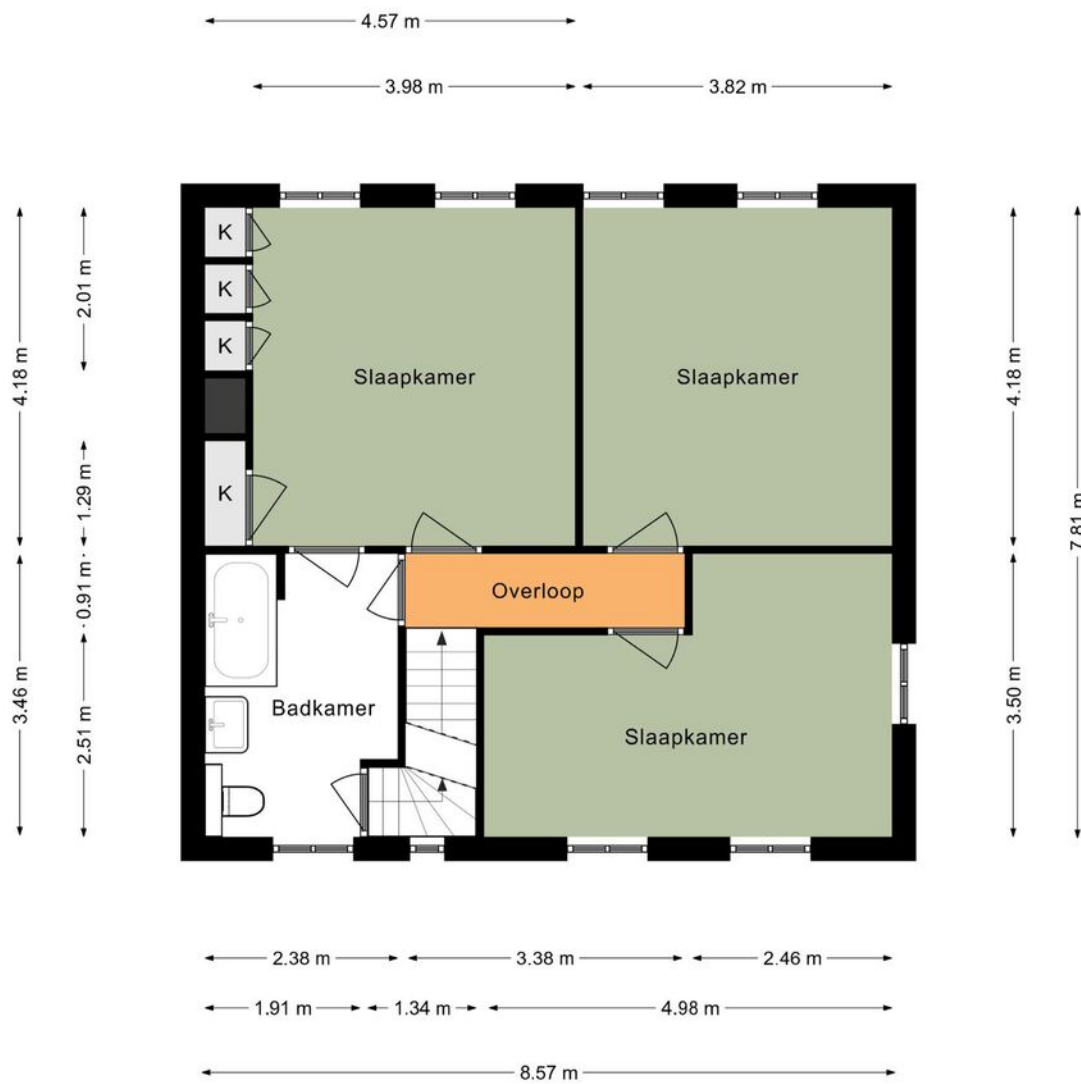 4.57 m
3.98 m
3.82 m
K
K
K
K
Slaapkamer
Slaapkamer
4.18 m
2.01 m
1.29 m
0.91 m
3.46 m
2.51 m
4.18 m
7.81 m
3.50 m
Overloop
Badkamer
Slaapkamer
2.38 m
3.38 m
2.46 m
1.91 m
1.34 m
4.98 m
8.57 m